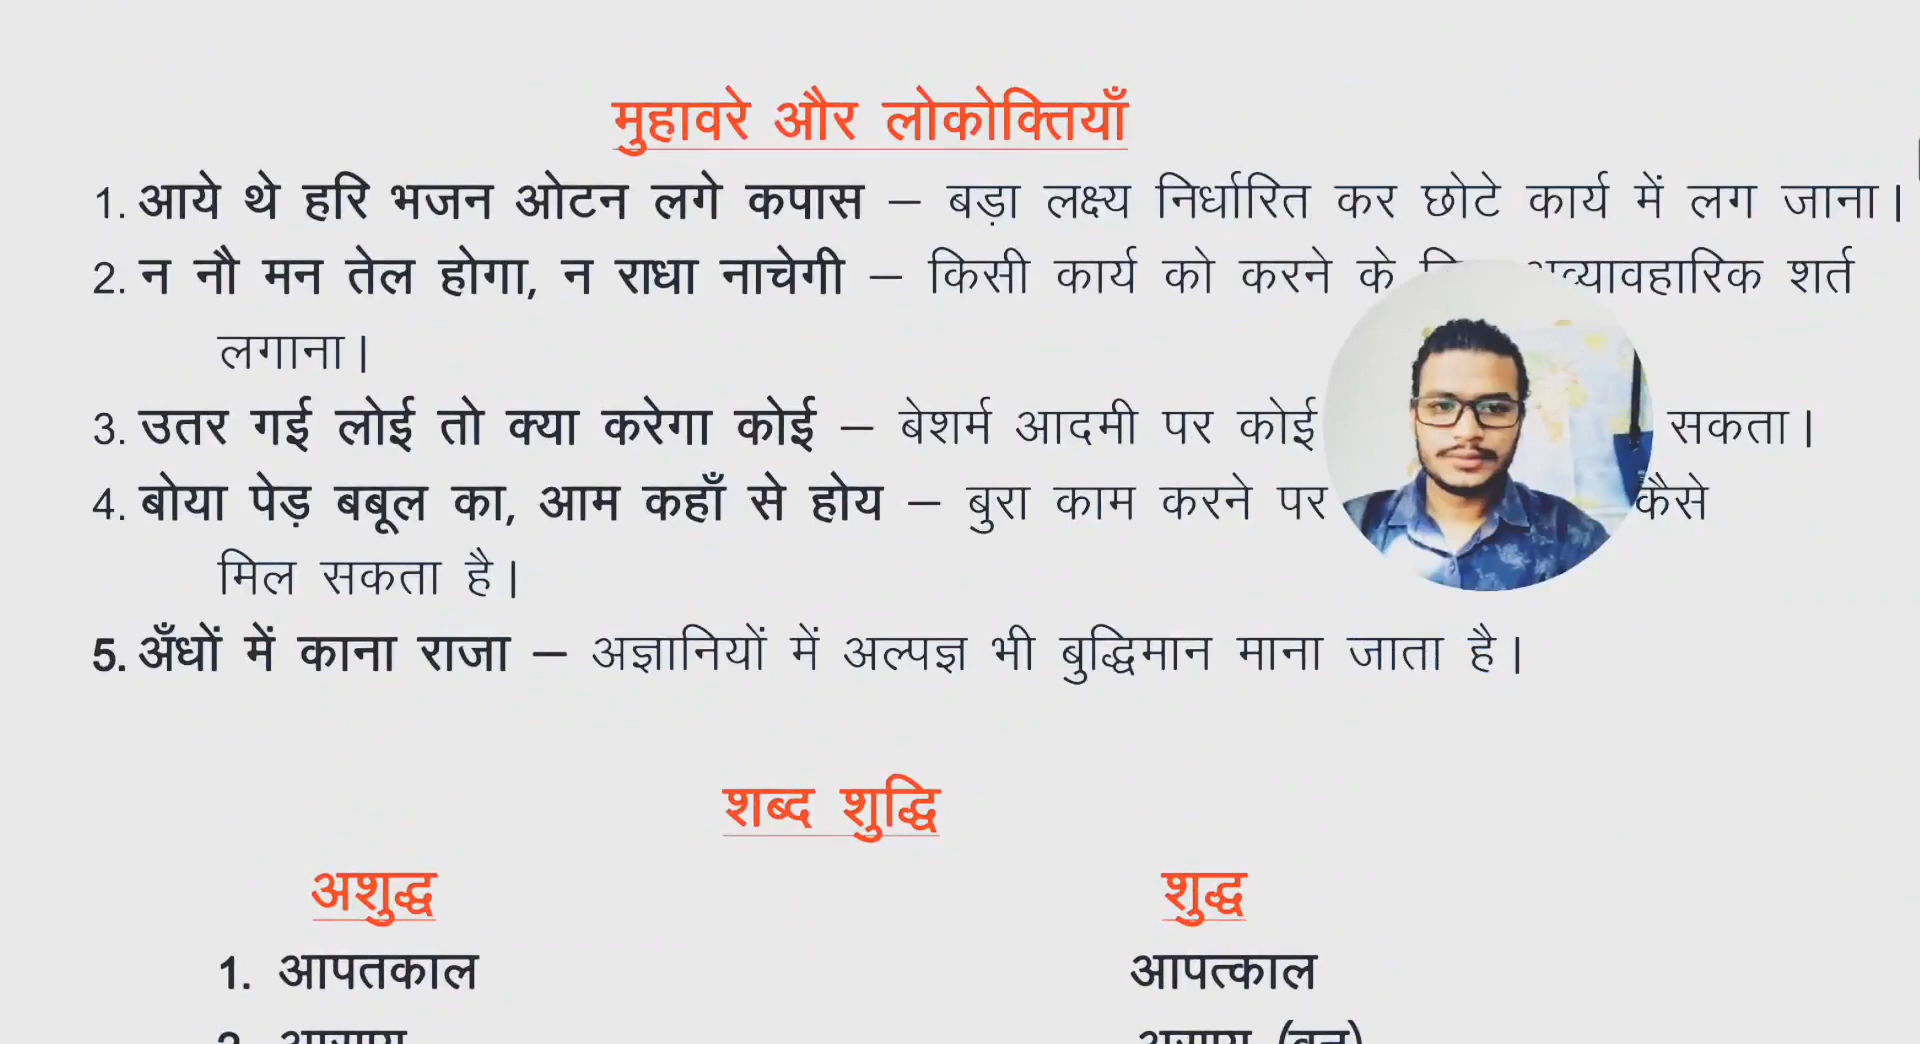 मुहावरे और लोकोक्तियाँ
1. आये थे हरि भजन ओटन लगे कपास – बड़ा लक्ष्य निर्धारित कर छोटे कार्य में लग जाना।
2. न नौ मन तेल होगा, न राधा नाचेगी – किसी कार्य को करने के शर्त
लगाना।
3. उतर गई लोई तो क्या करेगा कोई – बेशर्म आदमी पर कोई सकता।
4. बोया पेड़ बबूल का, आम कहाँ से होय – बुरा काम करने पर कैसे
मिल सकता है।
5. अँधों में काना राजा – अज्ञानियों में अल्पज्ञ भी बुद्धिमान माना जाता है।
शब्द शुद्धि
अशुद्ध शुद्ध
1. आपतकाल आपत्काल